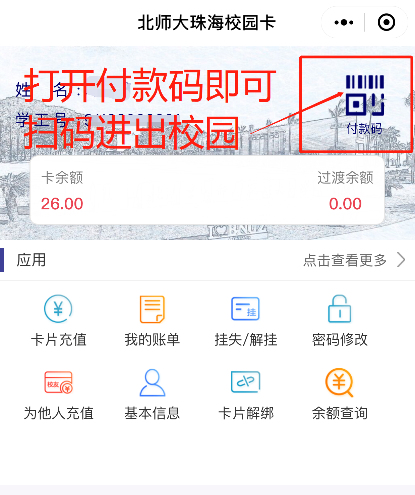 北师大珠海校园卡
打开付款码即可
姓 名：
学工号：
扫码进出校园
付款码
卡余额
过渡余额
26.00
0.00
应用
点击查看更多
卡片充值
我的账单
挂失/解挂
密码修改
为他人充值
基本信息
卡片解绑
余额查询